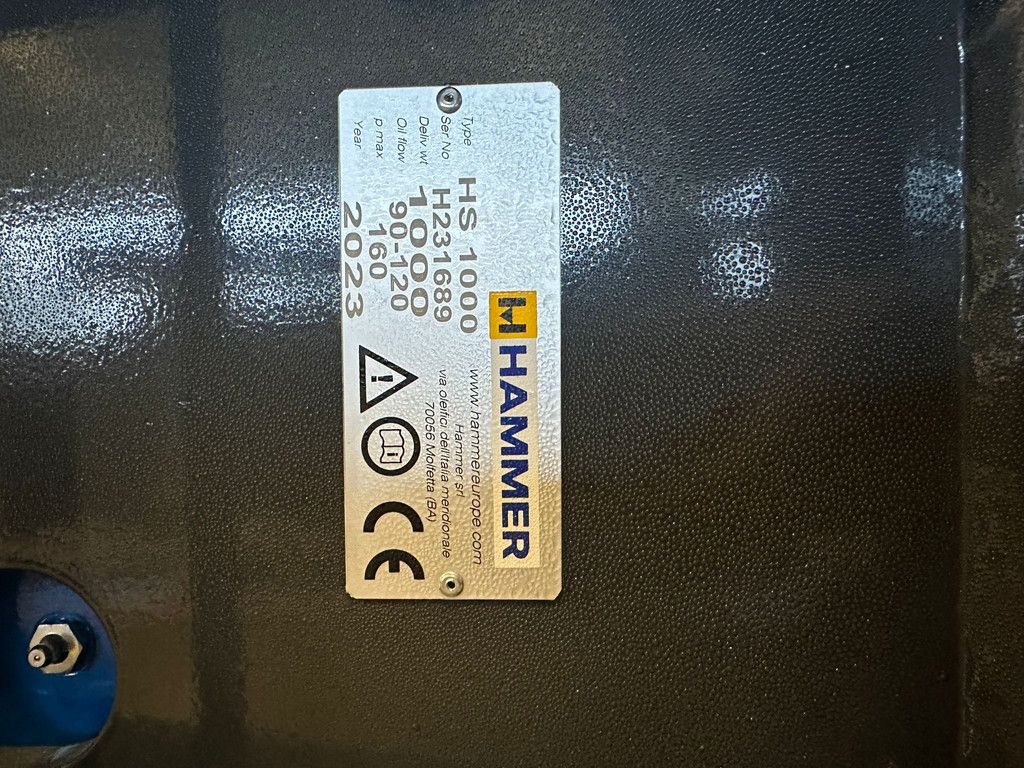 HAMMER
Type HS 1000 www.hammereurope.com
Ser No H231689 Hammer srl
Deliv.wt 1000 via oleifici dell'Italia meridionale
Oil flow 90-120 70056 Molfetta (BA)
p max 160
Year 2023
CE